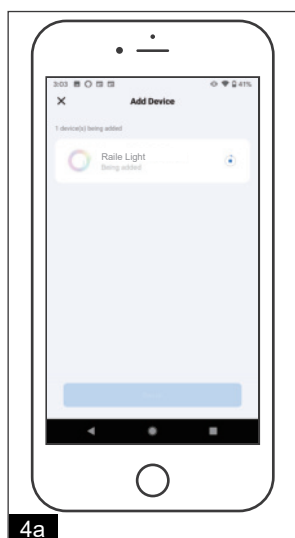 3:03 41%
Add Device
1 device(s) being added
Raile Light
Being added
4a